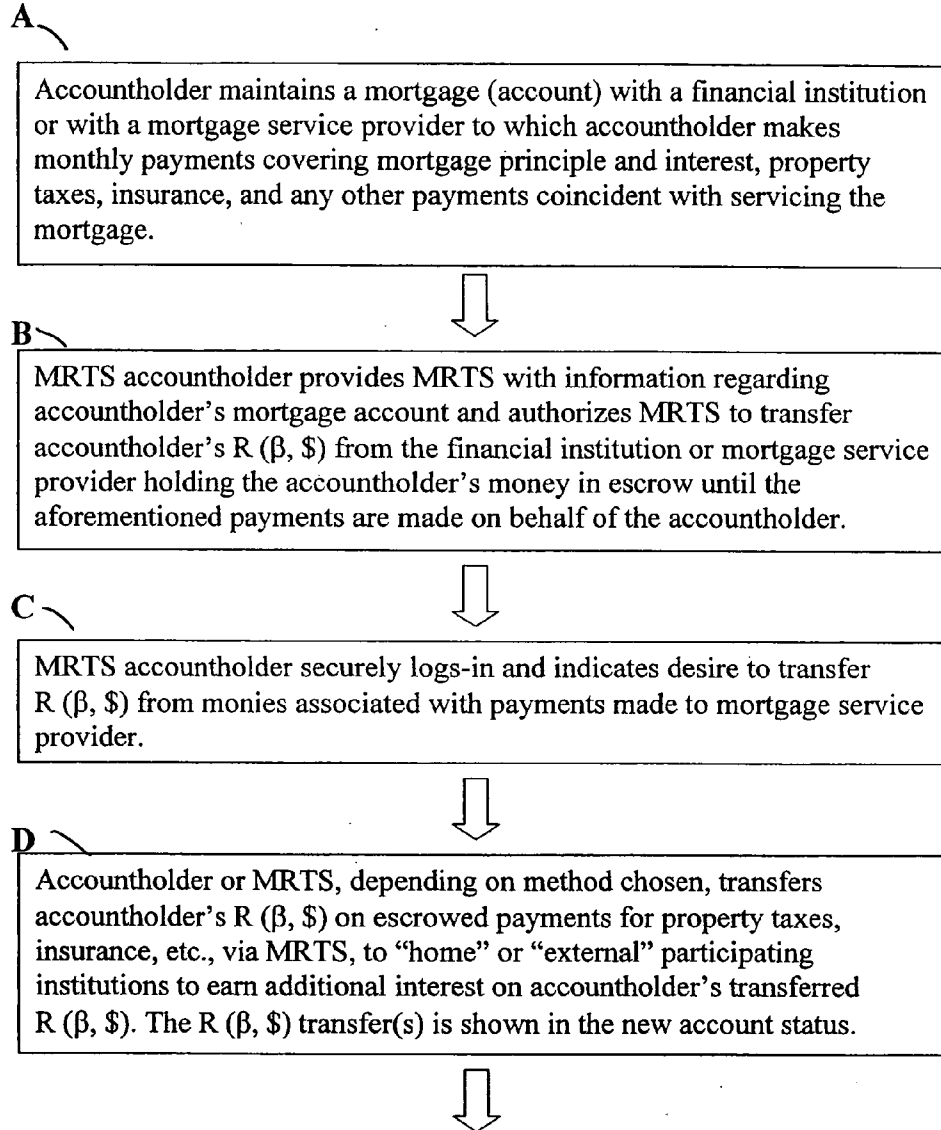 A
Accountholder maintains a mortgage (account) with a financial institution
or with a mortgage service provider to which accountholder makes
monthly payments covering mortgage principle and interest, property
taxes, insurance, and any other payments coincident with servicing the
mortgage.
B
MRTS accountholder provides MRTS with information regarding
accountholder's mortgage account and authorizes MRTS to transfer
accountholder's R (β, $) from the financial institution or mortgage service
provider holding the accountholder's money in escrow until the
aforementioned payments are made on behalf of the accountholder.
C
MRTS accountholder securely logs-in and indicates desire to transfer
R (β, $) from monies associated with payments made to mortgage service
provider.
D
Accountholder or MRTS, depending on method chosen, transfers
accountholder's R (β, $) on escrowed payments for property taxes,
insurance, etc., via MRTS, to “home” or “external” participating
institutions to earn additional interest on accountholder's transferred
R (β, $). The R (β, $) transfer(s) is shown in the new account status.